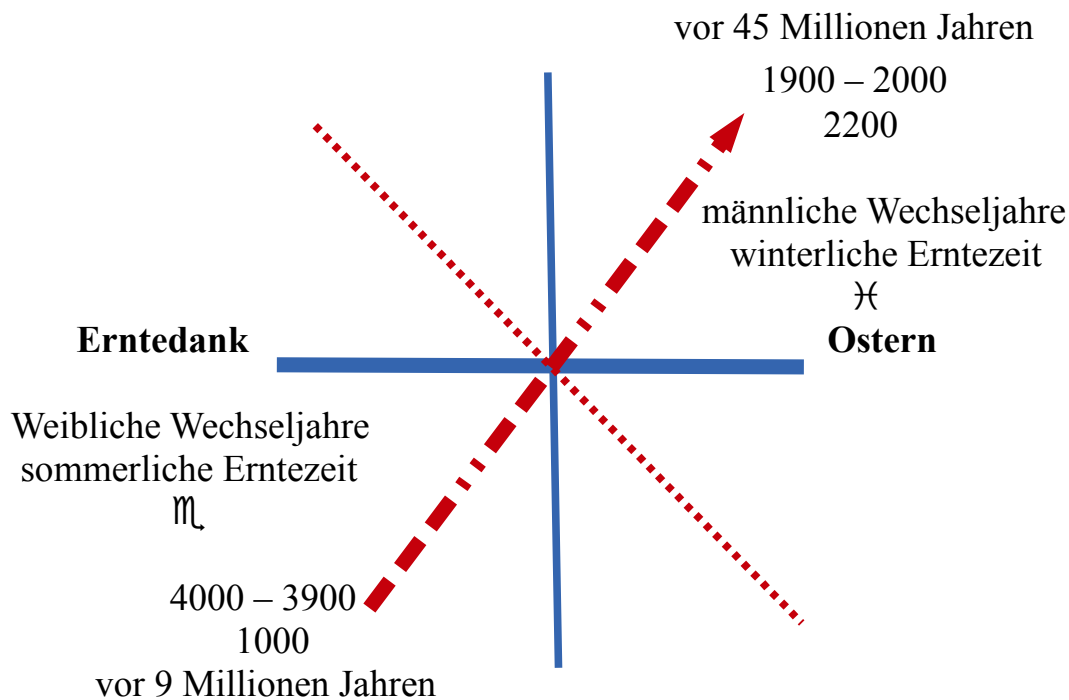 vor 45 Millionen Jahren
1900 – 2000
2200
männliche Wechseljahre
winterliche Erntezeit
♓
Erntedank
Ostern
Weibliche Wechseljahre
sommerliche Erntezeit
♏
4000 – 3900
1000
vor 9 Millionen Jahren